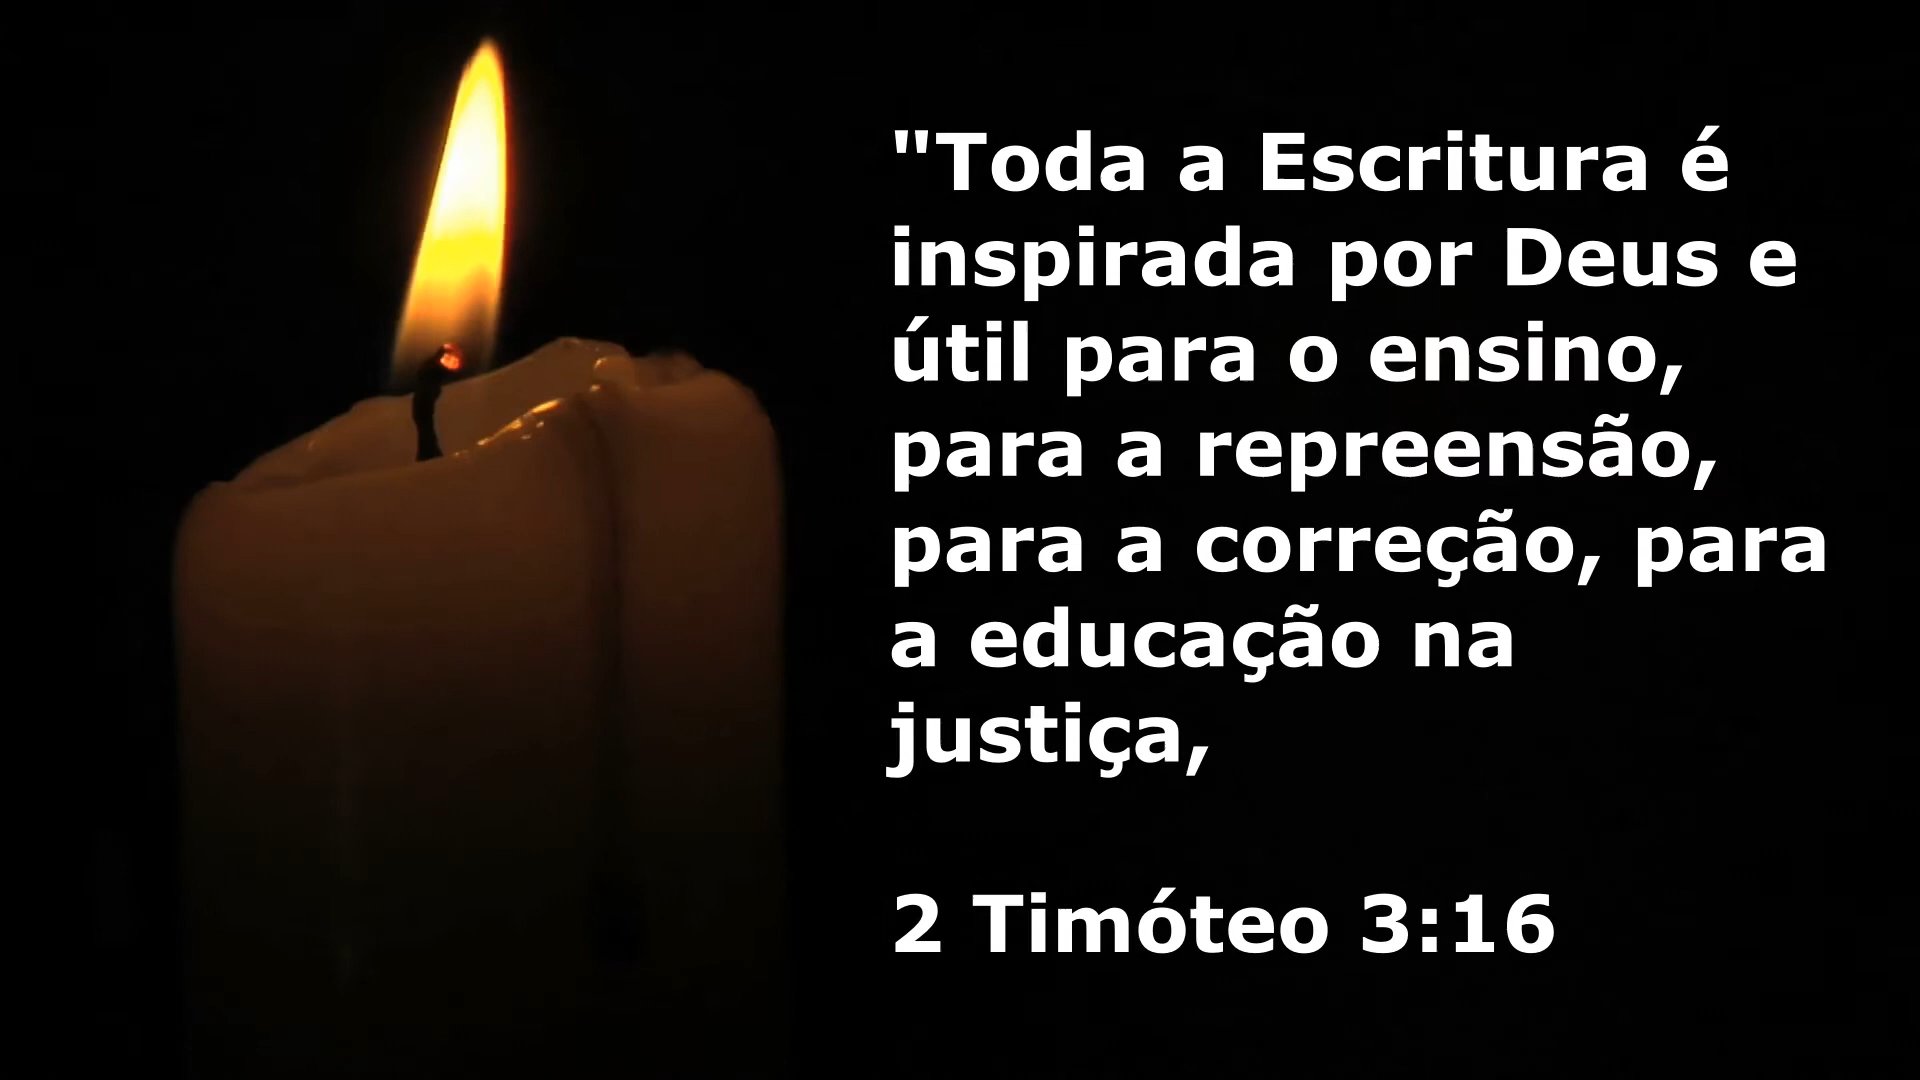 "Toda a Escritura é
inspirada por Deus e
útil para o ensino,
para a repreensão,
para a correção, para
a educação na
justiça,
2 Timóteo 3:16